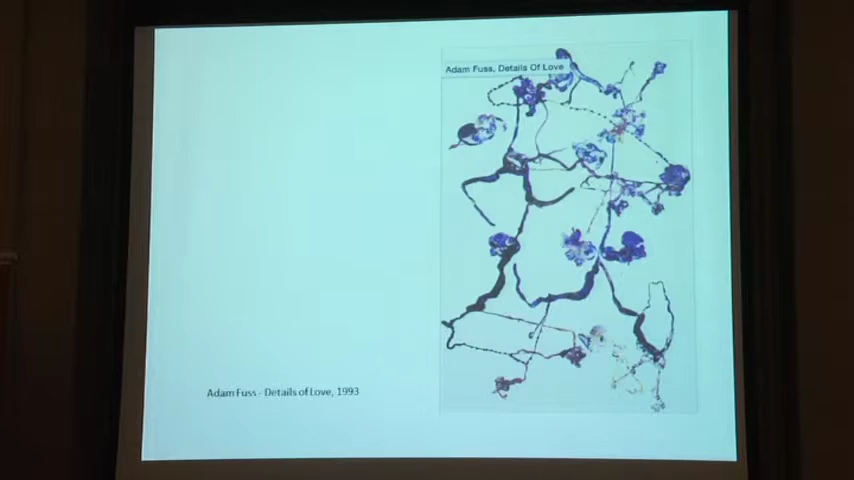 Adam Fuss, Details Of Love
Adam Fuss - Details of Love, 1993